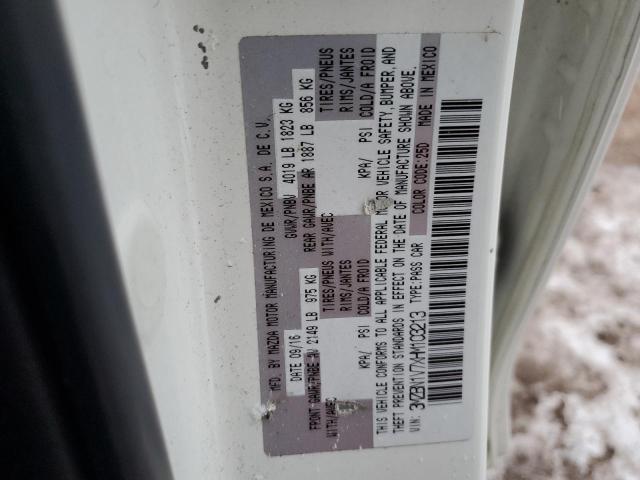 MFD. BY MAZDA MOTOR MANUFACTURING DE MEXICO S.A. DE C.V.
DATE 09/16 GVWR/PNBV 4019 LB 1823 KG
FRONT GAWR/PNBE AV 2149 LB 975 KG REAR GAWR/PNBE AR 1887 LB 856 KG
WITH/AVEC TIRES/PNEUS WITH/AVEC TIRES/PNEUS
RIMS/JANTES RIMS/JANTES
KPA/ PSI COLD/A FROID KPA/ PSI COLD/A FROID
THIS VEHICLE CONFORMS TO ALL APPLICABLE FEDERAL MOTOR VEHICLE SAFETY, BUMPER, AND
THEFT PREVENTION STANDARDS IN EFFECT ON THE DATE OF MANUFACTURE SHOWN ABOVE.
COLOR CODE:25D MADE IN MEXICO
VIN: 3MZBN1V7XHM109213 TYPE:PASS CAR